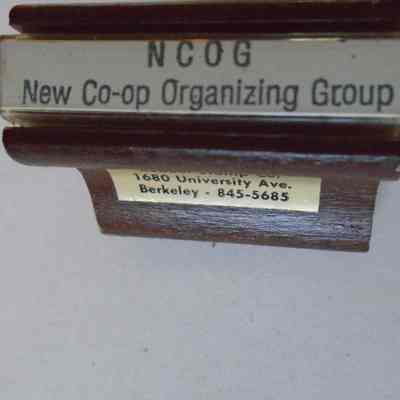 NCOG
New Co-op Organizing Group
1680 University Ave.
Berkeley - 845-5685